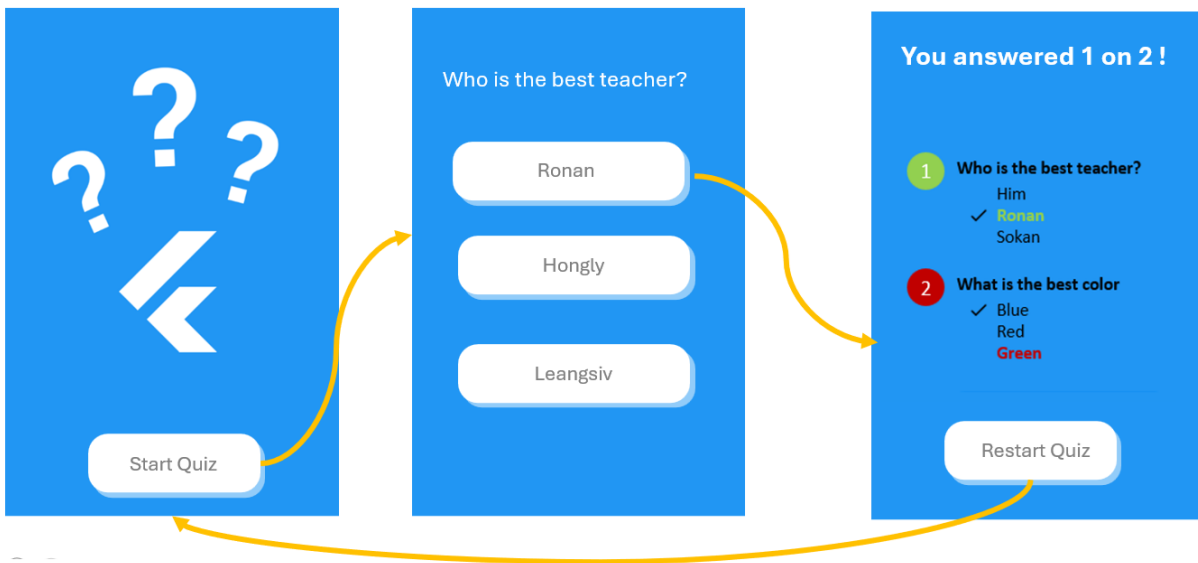 ?
?
?
Start Quiz
Who is the best teacher?
Ronan
Hongly
Leangsiv
You answered 1 on 2 !
1 Who is the best teacher?
Him
Ronan
Sokan
2 What is the best color
Blue
Red
Green
Restart Quiz